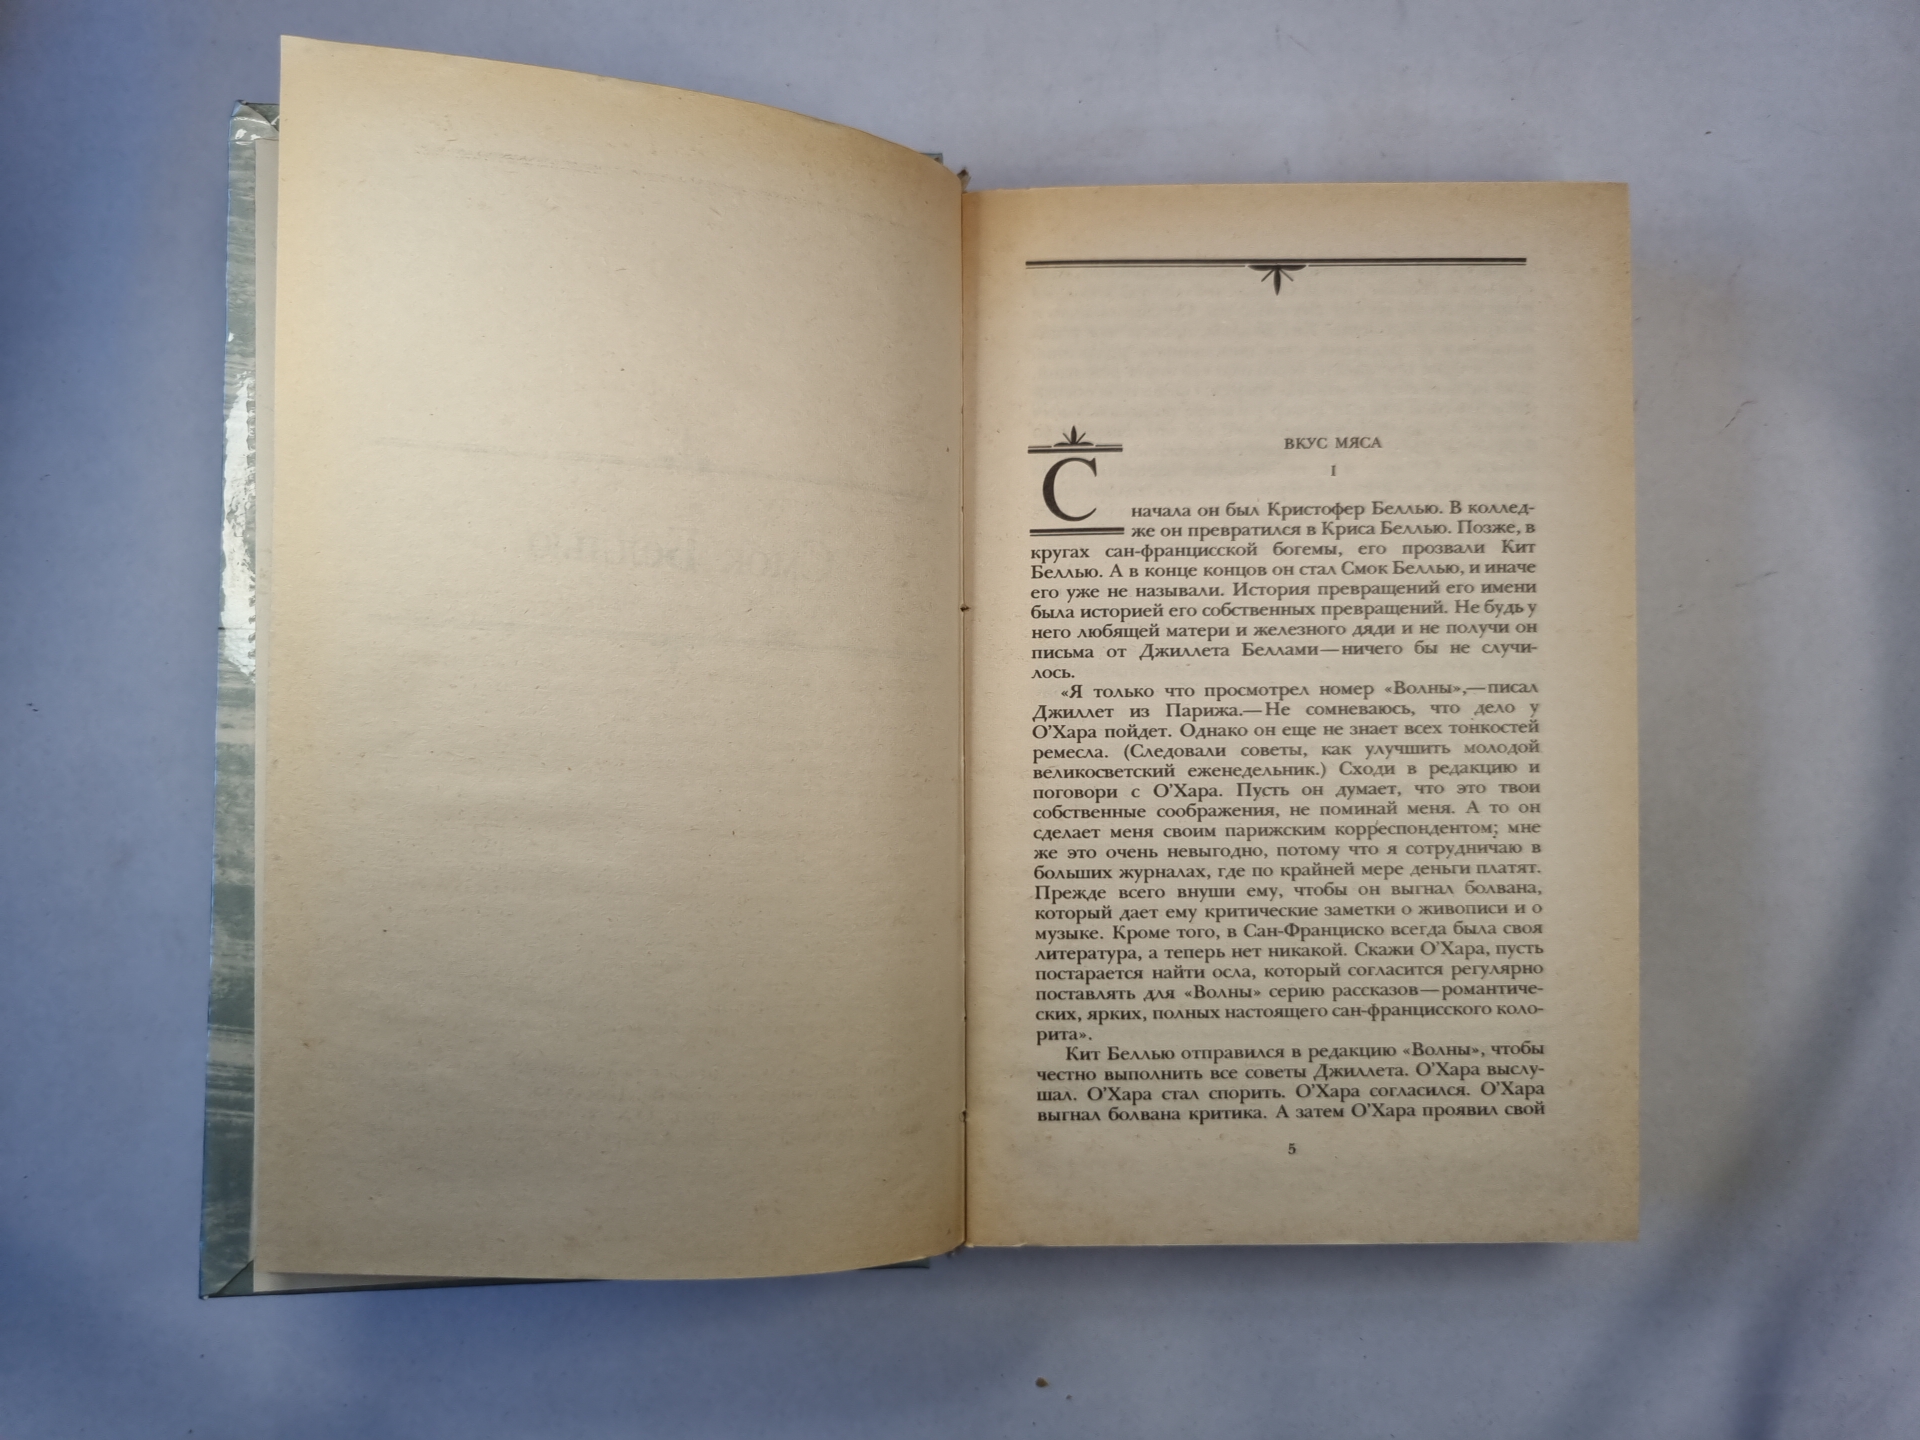 ВКУС МЯСА
I
Сначала он был Кристофер Беллью. В коллед-
же он превратился в Криса Беллью. Позже, в
кругах сан-францисской богемы, его прозвали Кит
Беллью. А в конце концов он стал Смок Беллью, и иначе
его уже не называли. История превращений его имени
была историей его собственных превращений. Не будь у
него любящей матери и железного дяди и не получи он
письма от Джиллета Беллами—ничего бы не случи-
лось.
«Я только что просмотрел номер «Волны»,—писал
Джиллет из Парижа.—Не сомневаюсь, что дело у
О'Хара пойдет. Однако он еще не знает всех тонкостей
ремесла. (Следовали советы, как улучшить молодой
великосветский еженедельник.) Сходи в редакцию и
поговори с О'Хара. Пусть он думает, что это твои
собственные соображения, не поминай меня. А то он
сделает меня своим парижским корреспондентом; мне
же это очень невыгодно, потому что я сотрудничаю в
больших журналах, где по крайней мере деньги платят.
Прежде всего внуши ему, чтобы он выгнал болвана,
который дает ему критические заметки о живописи и о
музыке. Кроме того, в Сан-Франциско всегда была своя
литература, а теперь нет никакой. Скажи О'Хара, пусть
постарается найти осла, который согласится регулярно
поставлять для «Волны» серию рассказов—романтиче-
ских, ярких, полных настоящего сан-францисского коло-
рита».
Кит Беллью отправился в редакцию «Волны», чтобы
честно выполнить все советы Джиллета. О'Хара выслу-
шал. О'Хара стал спорить. О'Хара согласился. О'Хара
выгнал болвана критика. А затем О'Хара проявил свой
5